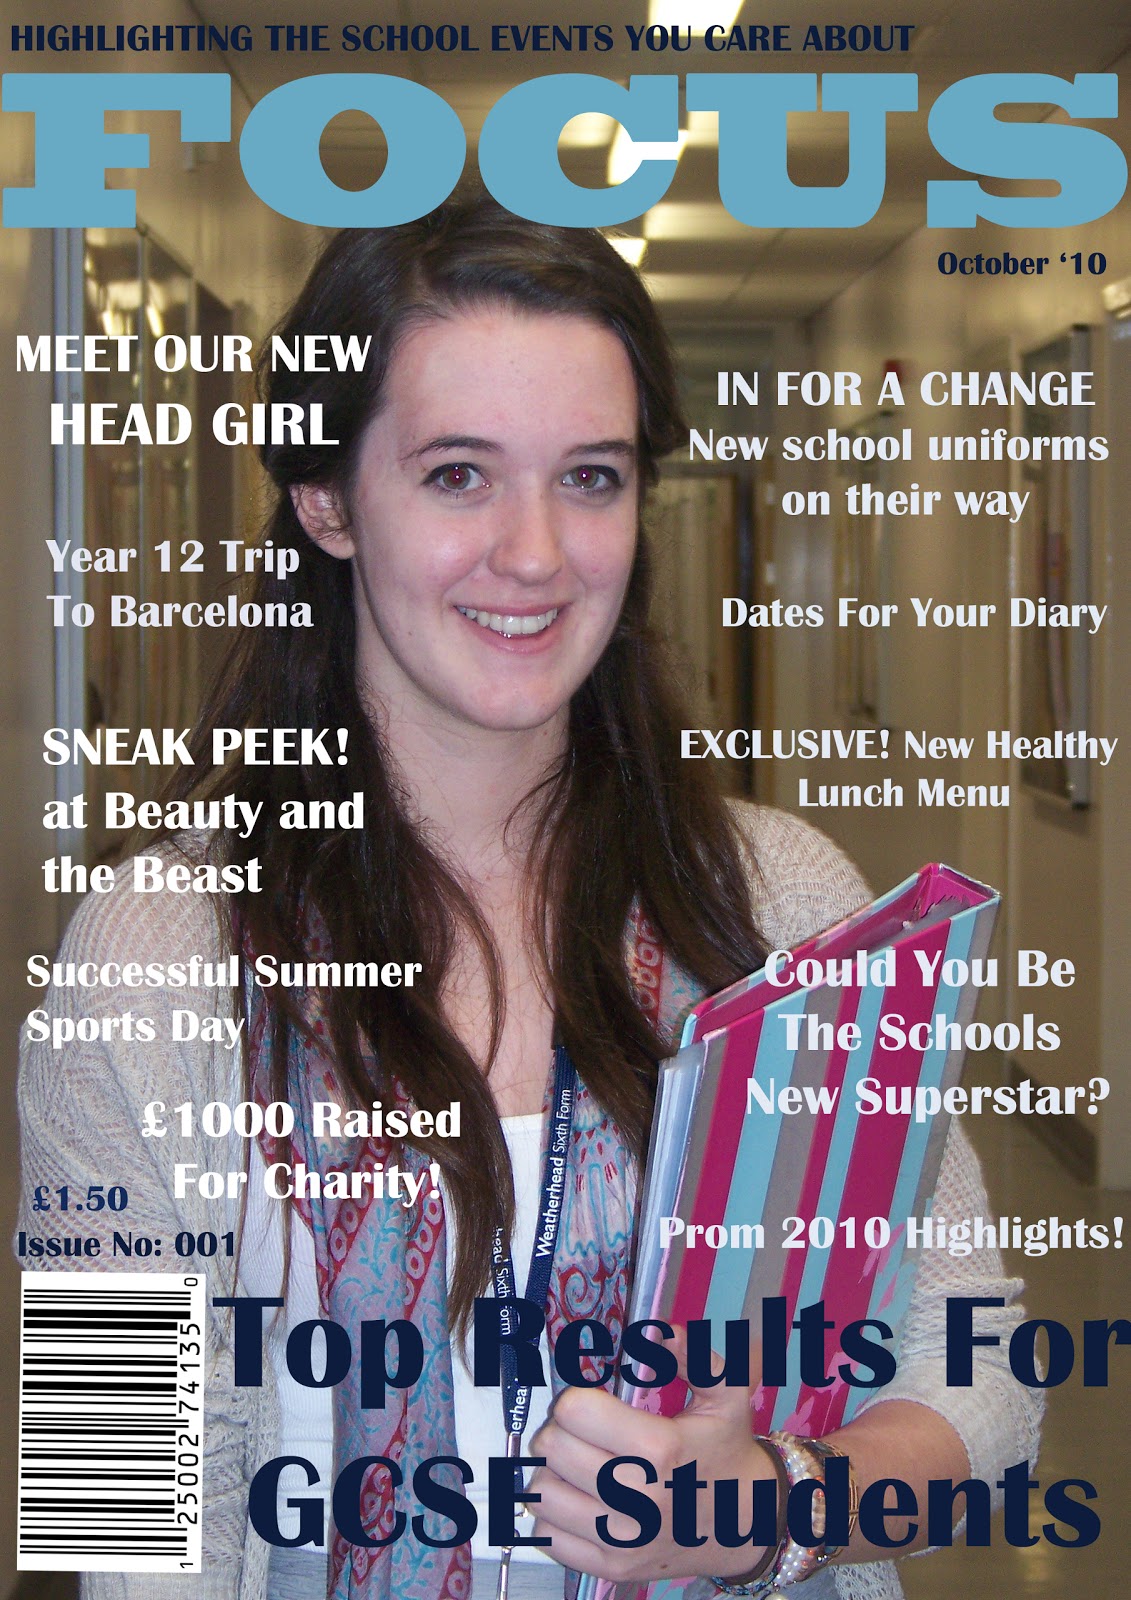 HIGHLIGHTING THE SCHOOL EVENTS YOU CARE ABOUT
FOCUS
October ‘10
MEET OUR NEW
HEAD GIRL
Year 12 Trip
To Barcelona
SNEAK PEEK!
at Beauty and
the Beast
Successful Summer
Sports Day
£1000 Raised
For Charity!
£1.50
Issue No: 001
IN FOR A CHANGE
New school uniforms
on their way
Dates For Your Diary
EXCLUSIVE! New Healthy
Lunch Menu
Could You Be
The Schools
New Superstar?
Prom 2010 Highlights!
Weatherhead Sixth Form
head Sixth Form
erhead
Top Results For
GCSE Students
1 25002 74135 0